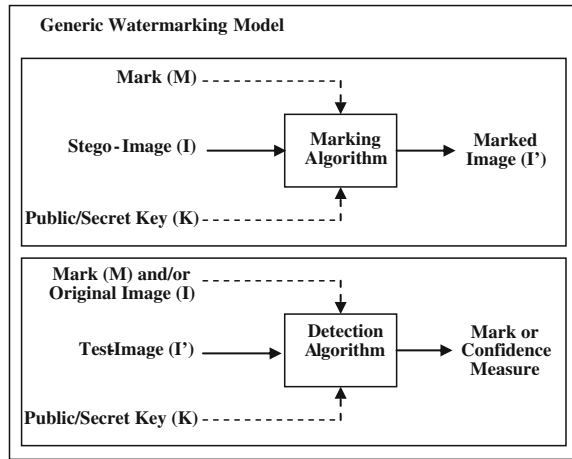 Generic Watermarking Model
Mark (M)
Stego-Image (I)
Marking
Algorithm
Marked
Image (I’)
Public/Secret Key (K)
Mark (M) and/or
Original Image (I)
Test-Image (I’)
Detection
Algorithm
Mark or
Confidence
Measure
Public/Secret Key (K)